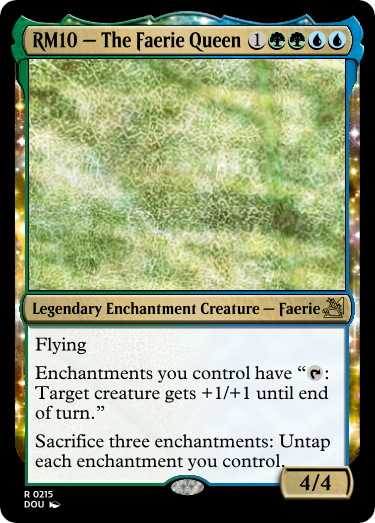 RM10 — The Faerie Queen 1
Legendary Enchantment Creature — Faerie
Flying
Enchantments you control have “: Target creature gets +1/+1 until end of turn.”
Sacrifice three enchantments: Untap each enchantment you control.
4/4
R 0215
DOU